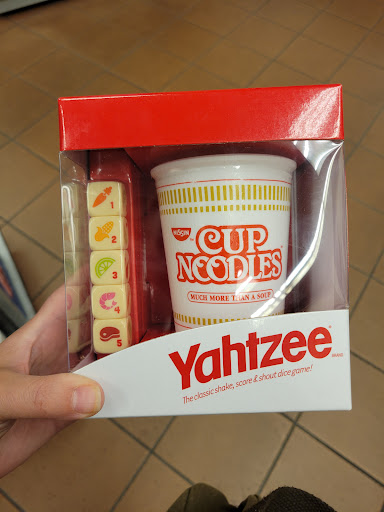 1
2
3
4
5
NISSIN
CUP
NOODLES
MUCH MORE THAN A SOUP
Yahtzee
The classic shake, score & shout dice game!